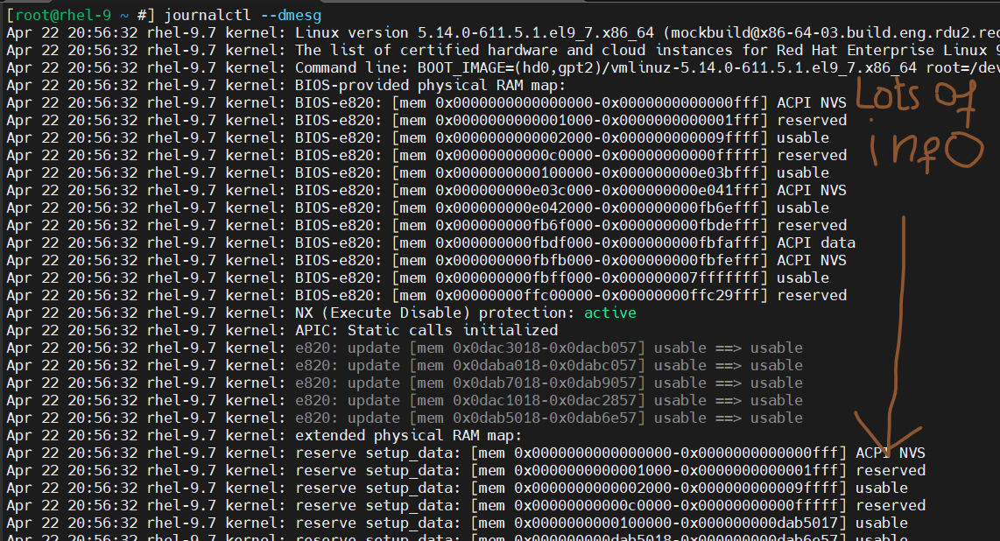 [root@rhel-9 ~ #] journalctl --dmesg
Apr 22 20:56:32 rhel-9.7 kernel: Linux version 5.14.0-611.5.1.el9_7.x86_64 (mockbuild@x86-64-03.build.eng.rdu2.red
Apr 22 20:56:32 rhel-9.7 kernel: The list of certified hardware and cloud instances for Red Hat Enterprise Linux 9
Apr 22 20:56:32 rhel-9.7 kernel: Command line: BOOT_IMAGE=(hd0,gpt2)/vmlinuz-5.14.0-611.5.1.el9_7.x86_64 root=/dev
Apr 22 20:56:32 rhel-9.7 kernel: BIOS-provided physical RAM map:
Apr 22 20:56:32 rhel-9.7 kernel: BIOS-e820: [mem 0x0000000000000000-0x0000000000000fff] ACPI NVS
Lots of
Apr 22 20:56:32 rhel-9.7 kernel: BIOS-e820: [mem 0x0000000000001000-0x0000000000001fff] reserved
Apr 22 20:56:32 rhel-9.7 kernel: BIOS-e820: [mem 0x0000000000002000-0x000000000009ffff] usable
info
Apr 22 20:56:32 rhel-9.7 kernel: BIOS-e820: [mem 0x00000000000c0000-0x00000000000fffff] reserved
Apr 22 20:56:32 rhel-9.7 kernel: BIOS-e820: [mem 0x0000000000100000-0x000000000e03bfff] usable
Apr 22 20:56:32 rhel-9.7 kernel: BIOS-e820: [mem 0x000000000e03c000-0x000000000e041fff] ACPI NVS
Apr 22 20:56:32 rhel-9.7 kernel: BIOS-e820: [mem 0x000000000e042000-0x000000000fb6efff] usable
Apr 22 20:56:32 rhel-9.7 kernel: BIOS-e820: [mem 0x000000000fb6f000-0x000000000fbdefff] reserved
Apr 22 20:56:32 rhel-9.7 kernel: BIOS-e820: [mem 0x000000000fbdf000-0x000000000fbfafff] ACPI data
Apr 22 20:56:32 rhel-9.7 kernel: BIOS-e820: [mem 0x000000000fbfb000-0x000000000fbfefff] ACPI NVS
Apr 22 20:56:32 rhel-9.7 kernel: BIOS-e820: [mem 0x000000000fbff000-0x000000007fffffff] usable
Apr 22 20:56:32 rhel-9.7 kernel: BIOS-e820: [mem 0x00000000ffc00000-0x00000000ffc29fff] reserved
Apr 22 20:56:32 rhel-9.7 kernel: NX (Execute Disable) protection: active
Apr 22 20:56:32 rhel-9.7 kernel: APIC: Static calls initialized
Apr 22 20:56:32 rhel-9.7 kernel: e820: update [mem 0x0dac3018-0x0dacb057] usable ==> usable
Apr 22 20:56:32 rhel-9.7 kernel: e820: update [mem 0x0daba018-0x0dabc057] usable ==> usable
Apr 22 20:56:32 rhel-9.7 kernel: e820: update [mem 0x0dab7018-0x0dab9057] usable ==> usable
Apr 22 20:56:32 rhel-9.7 kernel: e820: update [mem 0x0dac1018-0x0dac2857] usable ==> usable
Apr 22 20:56:32 rhel-9.7 kernel: e820: update [mem 0x0dab5018-0x0dab6e57] usable ==> usable
Apr 22 20:56:32 rhel-9.7 kernel: extended physical RAM map:
Apr 22 20:56:32 rhel-9.7 kernel: reserve setup_data: [mem 0x0000000000000000-0x0000000000000fff] ACPI NVS
Apr 22 20:56:32 rhel-9.7 kernel: reserve setup_data: [mem 0x0000000000001000-0x0000000000001fff] reserved
Apr 22 20:56:32 rhel-9.7 kernel: reserve setup_data: [mem 0x0000000000002000-0x000000000009ffff] usable
Apr 22 20:56:32 rhel-9.7 kernel: reserve setup_data: [mem 0x00000000000c0000-0x00000000000fffff] reserved
Apr 22 20:56:32 rhel-9.7 kernel: reserve setup_data: [mem 0x0000000000100000-0x000000000dab5017] usable
Apr 22 20:56:32 rhel-9.7 kernel: reserve setup_data: [mem 0x000000000dab5018-0x000000000dab6e57] usable